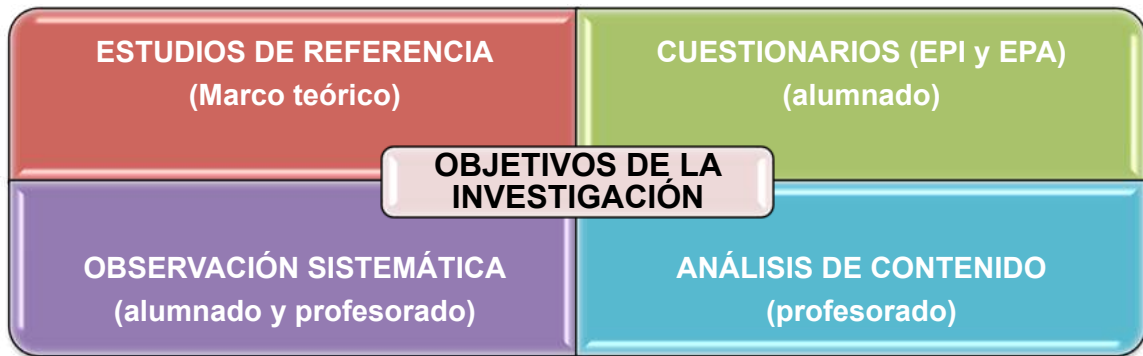 ESTUDIOS DE REFERENCIA
(Marco teórico)
CUESTIONARIOS (EPI y EPA)
(alumnado)
OBJETIVOS DE LA
INVESTIGACIÓN
OBSERVACIÓN SISTEMÁTICA
(alumnado y profesorado)
ANÁLISIS DE CONTENIDO
(profesorado)